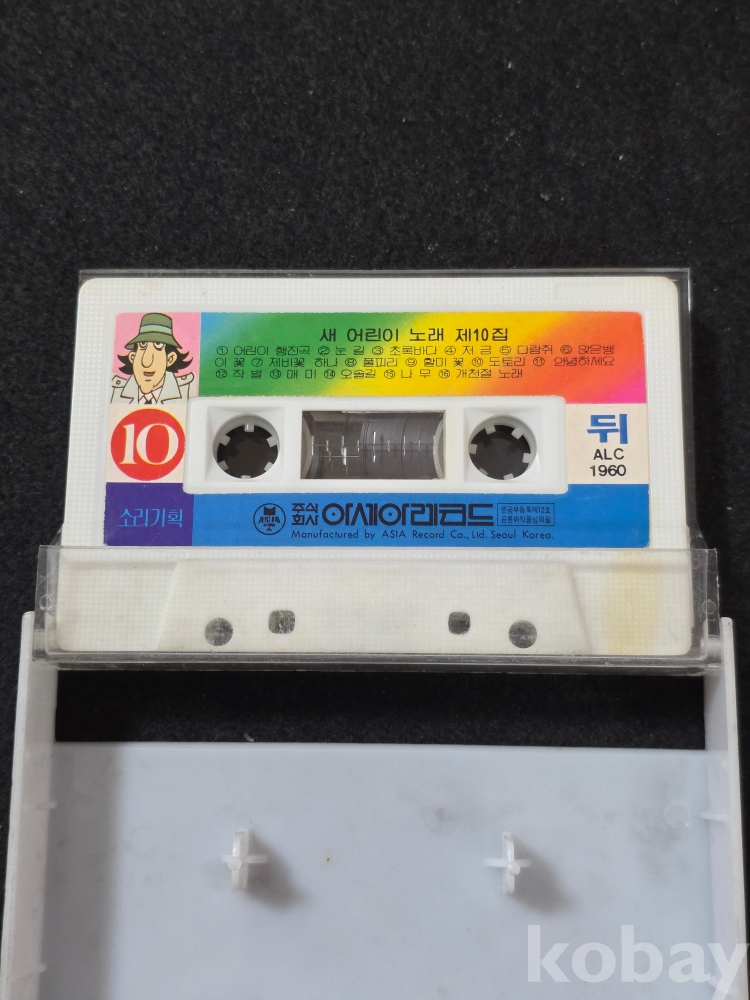 새 어린이 노래 제10집
① 어린이 행진곡 ② 눈 길 ③ 초록바다 ④ 저 금 ⑤ 다람쥐 ⑥ 앉은뱅
이 꽃 ⑦ 제비꽃 하나 ⑧ 풀피리 ⑨ 할미 꽃 ⑩ 도토리 ⑪ 안녕하세요
⑫ 작 별 ⑬ 매 미 ⑭ 오솔길 ⑮ 나 무 ⑯ 개천절 노래
10
뒤
ALC
1960
소리기획
ASIA
주식회사 아세아레코드
Manufactured by ASIA Record Co., Ltd. Seoul Korea.
kobay